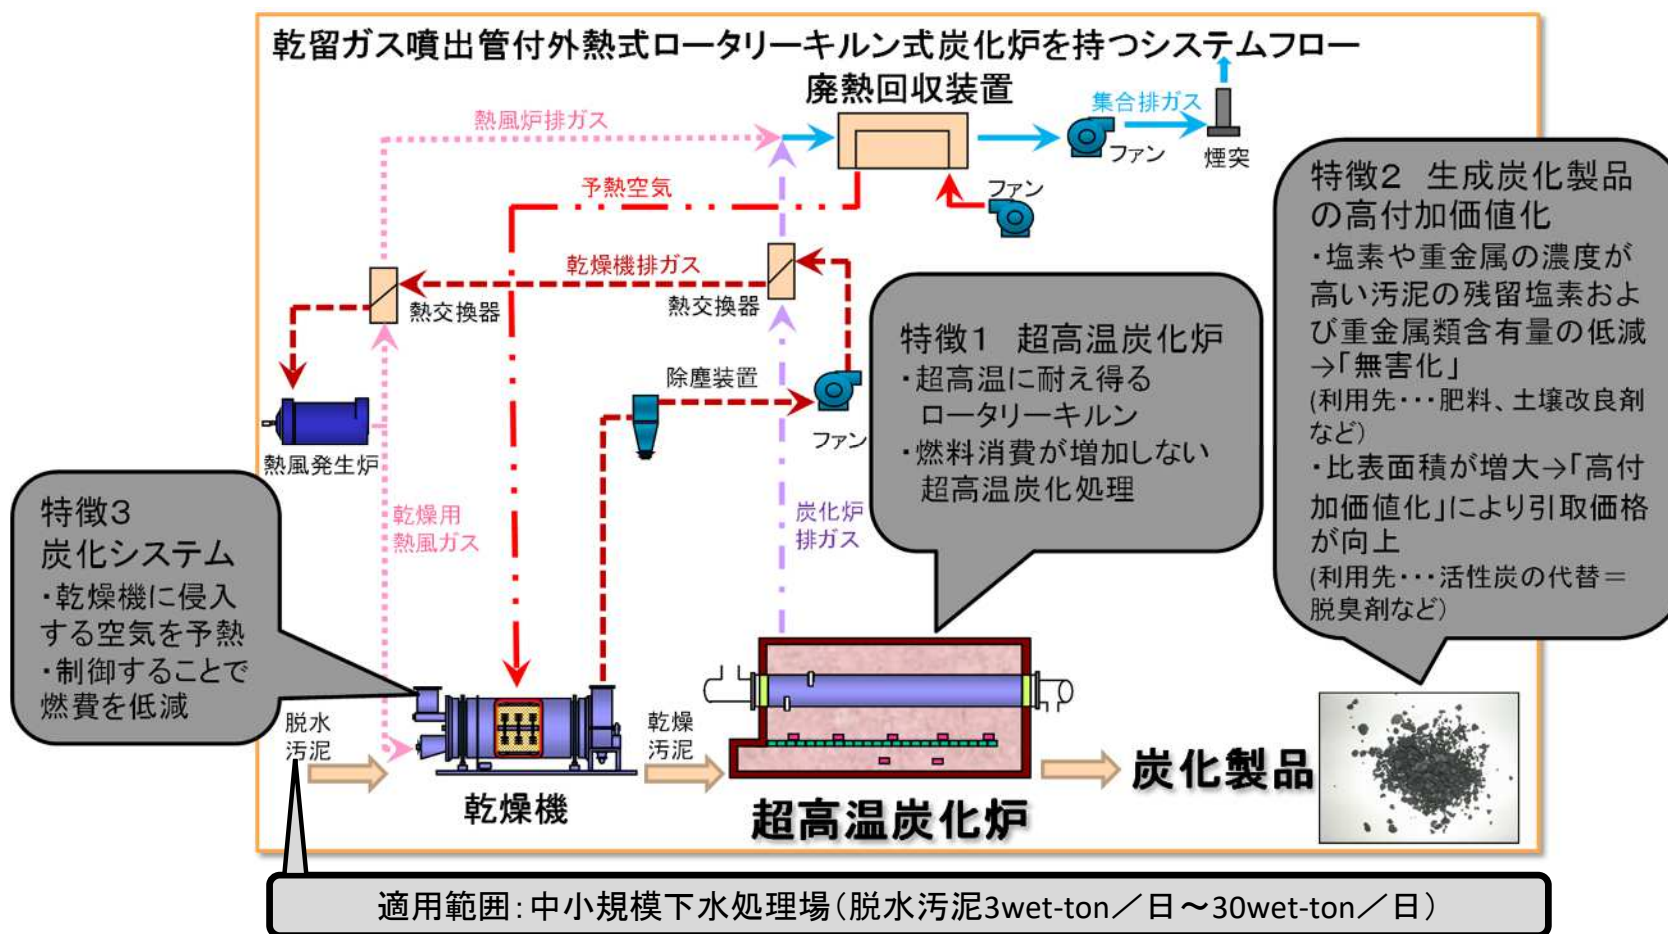 乾留ガス噴出管付外熱式ロータリーキルン式炭化炉を持つシステムフロー
廃熱回収装置
熱風炉排ガス
集合排ガス
ファン
煙突
予熱空気
ファン
乾燥機排ガス
熱交換器
熱交換器
除塵装置
ファン
熱風発生炉
乾燥用
熱風ガス
炭化炉
排ガス
特徴1 超高温炭化炉
・超高温に耐え得る
ロータリーキルン
・燃料消費が増加しない
超高温炭化処理
特徴2 生成炭化製品
の高付加価値化
・塩素や重金属の濃度が
高い汚泥の残留塩素およ
び重金属類含有量の低減
→「無害化」
(利用先・・・肥料、土壌改良剤
など)
・比表面積が増大→「高付
加価値化」により引取価格
が向上
(利用先・・・活性炭の代替＝
脱臭剤など)
特徴3
炭化システム
・乾燥機に侵入
する空気を予熱
・制御することで
燃費を低減
脱水
汚泥
乾燥機
乾燥
汚泥
超高温炭化炉
炭化製品
適用範囲：中小規模下水処理場（脱水汚泥3wet-ton／日～30wet-ton／日）